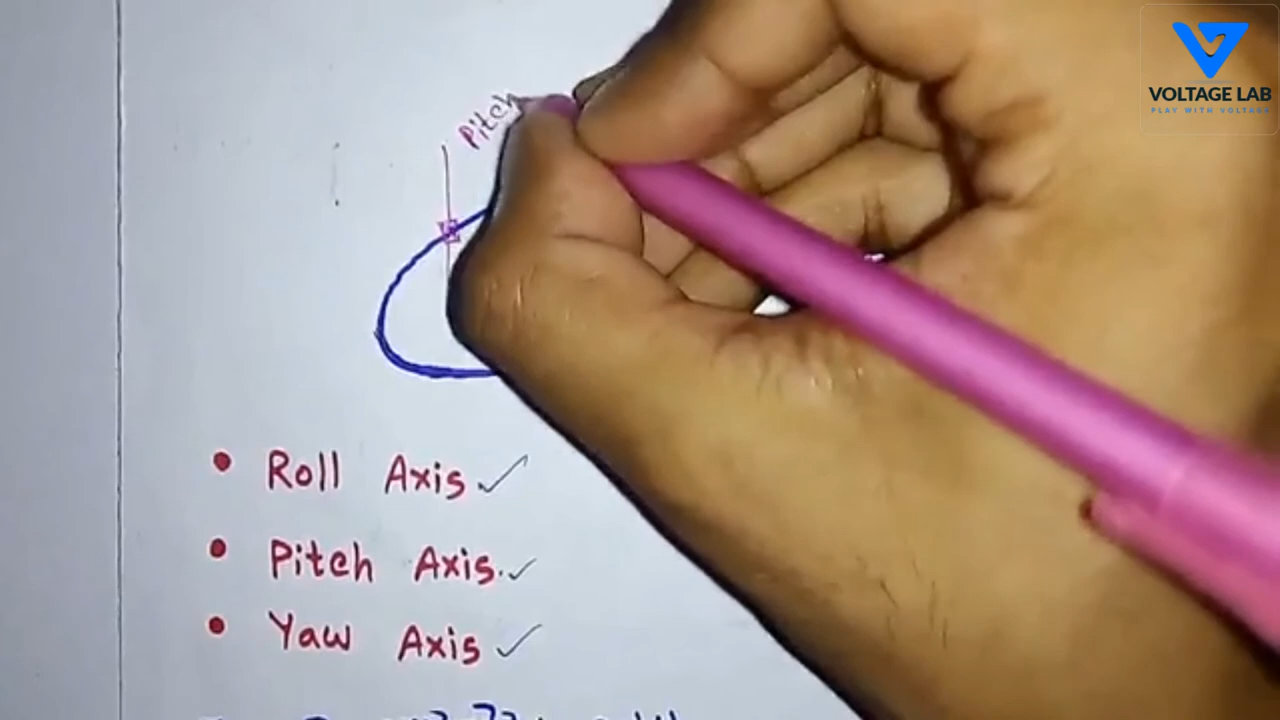 VOLTAGE LAB
PLAY WITH VOLTAGE
Pitch
• Roll Axis ✓
• Pitch Axis. ✓
• Yaw Axis ✓